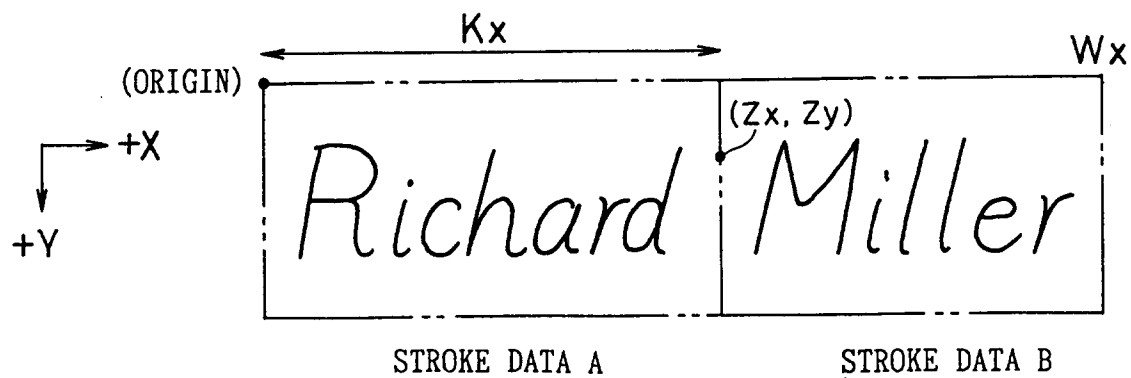 Kx
Wx
(ORIGIN)
(Zx, Zy)
+X
Richard Miller
+Y
STROKE DATA A STROKE DATA B